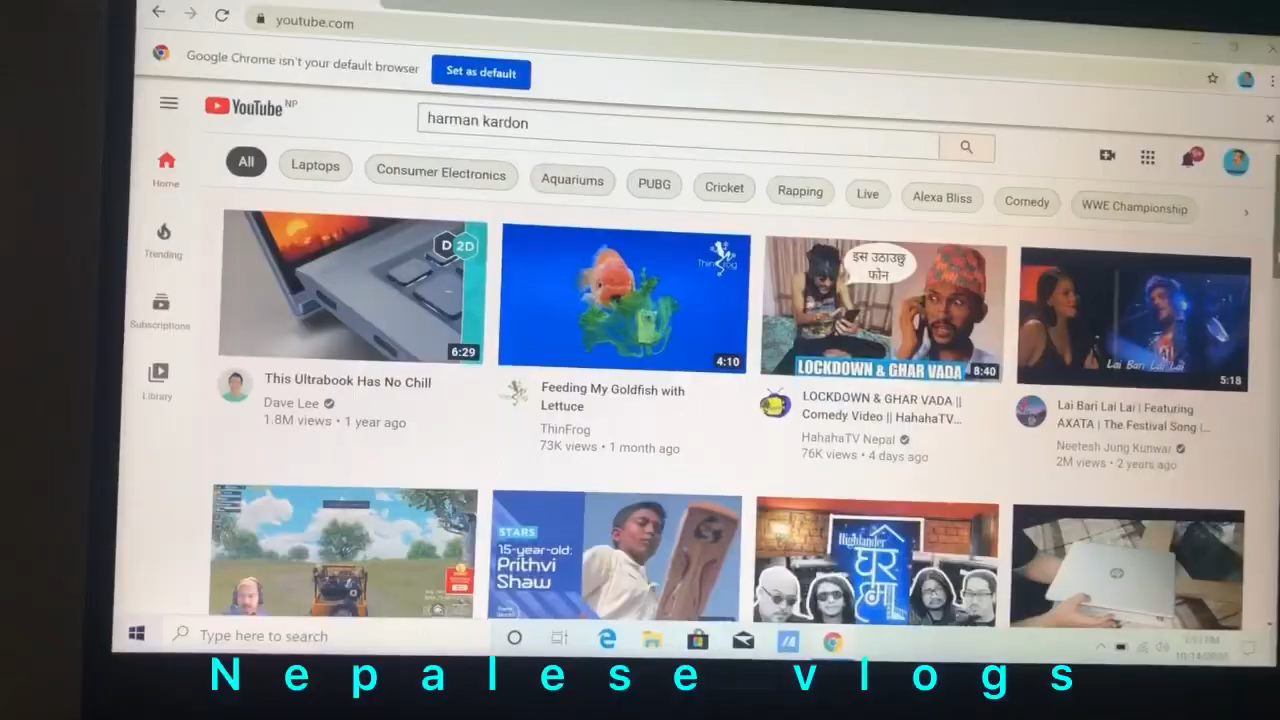 youtube.com
Google Chrome isn't your default browser
Set as default
YouTube NP
harman kardon
All
Laptops
Consumer Electronics
Aquariums
PUBG
Cricket
Rapping
Live
Alexa Bliss
Comedy
WWE Championship
Home
Trending
Subscriptions
Library
D 2D
6:29
ThinFrog
4:10
इस उठाउछु
फोन
LOCKDOWN & GHAR VADA
8:40
Lai Bari Lai Lai
5:18
This Ultrabook Has No Chill
Dave Lee
1.8M views • 1 year ago
Feeding My Goldfish with
Lettuce
ThinFrog
73K views • 1 month ago
LOCKDOWN & GHAR VADA ||
Comedy Video || HahahaTV...
HahahaTV Nepal
76K views • 4 days ago
Lai Bari Lai Lai | Featuring
AXATA | The Festival Song |...
Neetesh Jung Kunwar
2M views • 2 years ago
STARS
15-year-old:
Prithvi
Shaw
Highlander
घर
मा
hp
Type here to search
Nepalese vlogs